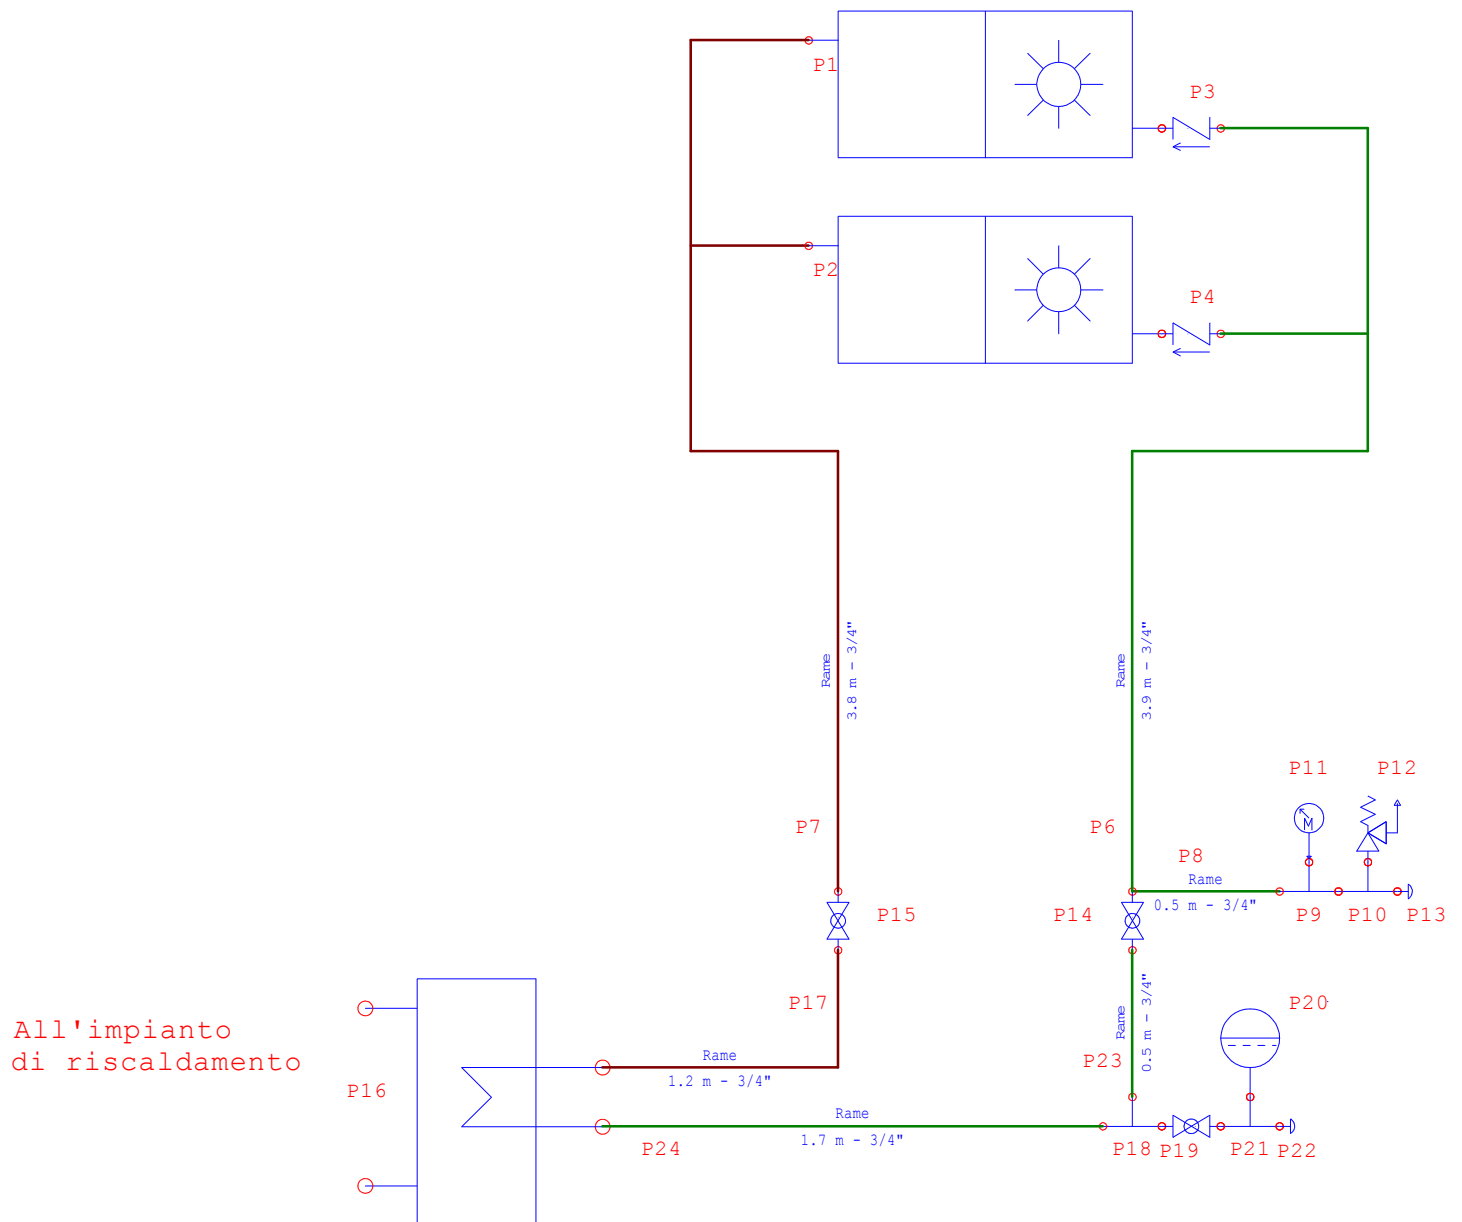 P1
P3
P2
P4
Rame
3.8 m - 3/4"
Rame
3.9 m - 3/4"
P11
P12
P7
P6
P8
Rame
0.5 m - 3/4"
P15
P14
P9
P10
P13
P17
Rame
0.5 m - 3/4"
P20
M
All'impianto
di riscaldamento
P23
Rame
1.2 m - 3/4"
P16
Rame
1.7 m - 3/4"
P24
P18
P19
P21
P22